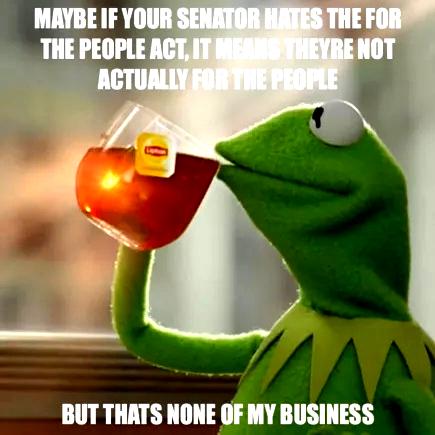 MAYBE IF YOUR SENATOR HATES THE FOR
THE PEOPLE ACT, IT MEANS THEYRE NOT
ACTUALLY FOR THE PEOPLE
Lipton
BUT THATS NONE OF MY BUSINESS